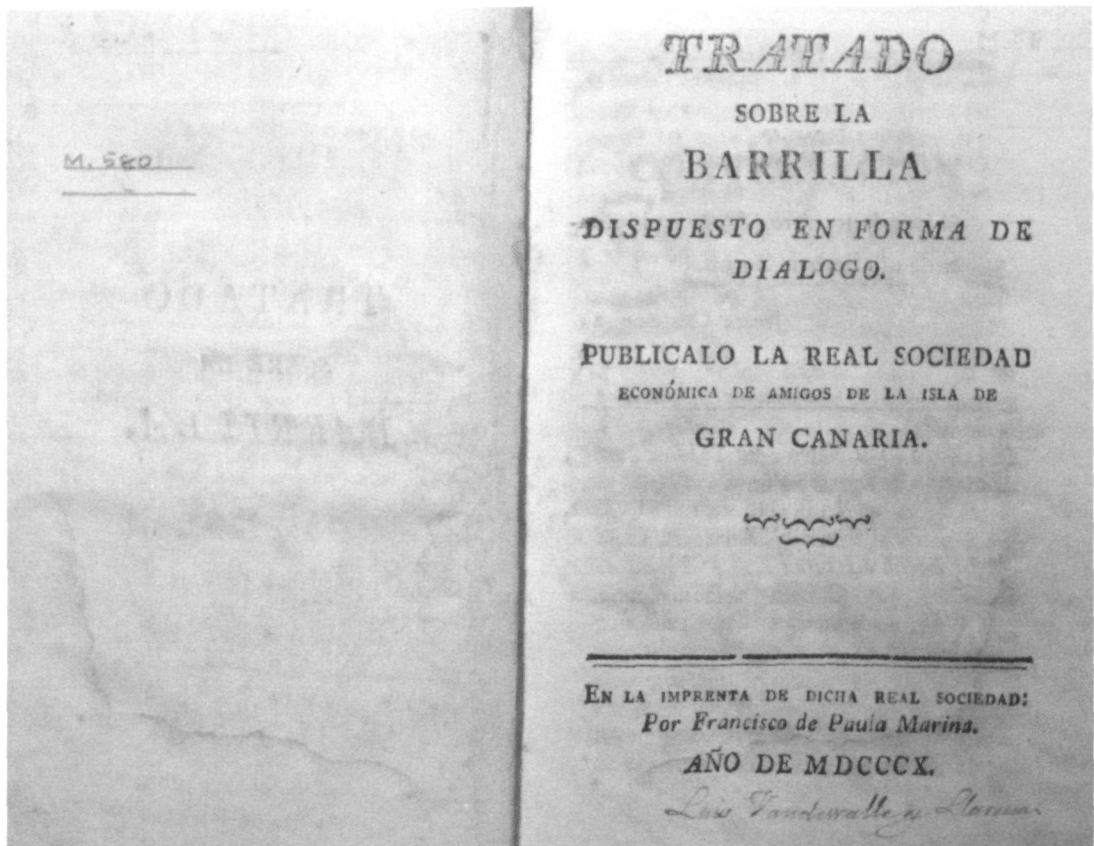 M. 580
TRATADO
SOBRE LA
BARRILLA
DISPUESTO EN FORMA DE
DIALOGO.
PUBLICALO LA REAL SOCIEDAD
ECONÓMICA DE AMIGOS DE LA ISLA DE
GRAN CANARIA.
EN LA IMPRENTA DE DICHA REAL SOCIEDAD:
Por Francisco de Paula Marina.
AÑO DE MDCCCX.
Luis Vandewalle y